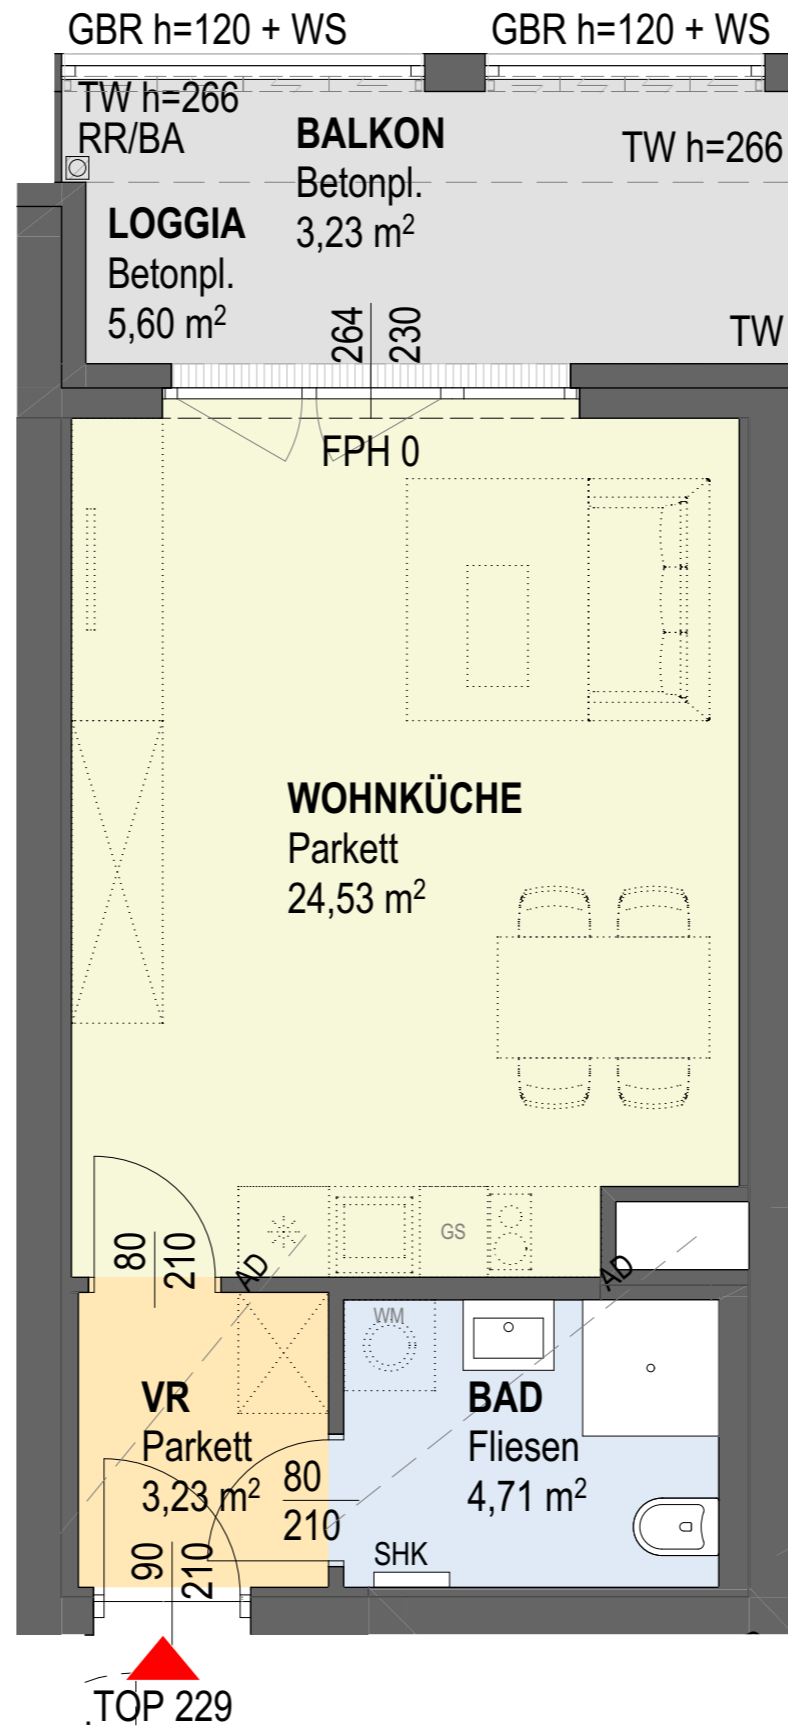 GBR h=120 + WS
GBR h=120 + WS
TW h=266
RR/BA
BALKON
Betonpl.
3,23 m²
TW h=266
LOGGIA
Betonpl.
5,60 m²
264
230
TW
FPH 0
WOHNKÜCHE
Parkett
24,53 m²
80
210
GS
AD
AD
WM
VR
Parkett
3,23 m²
BAD
Fliesen
4,71 m²
80
210
90
210
SHK
TOP 229